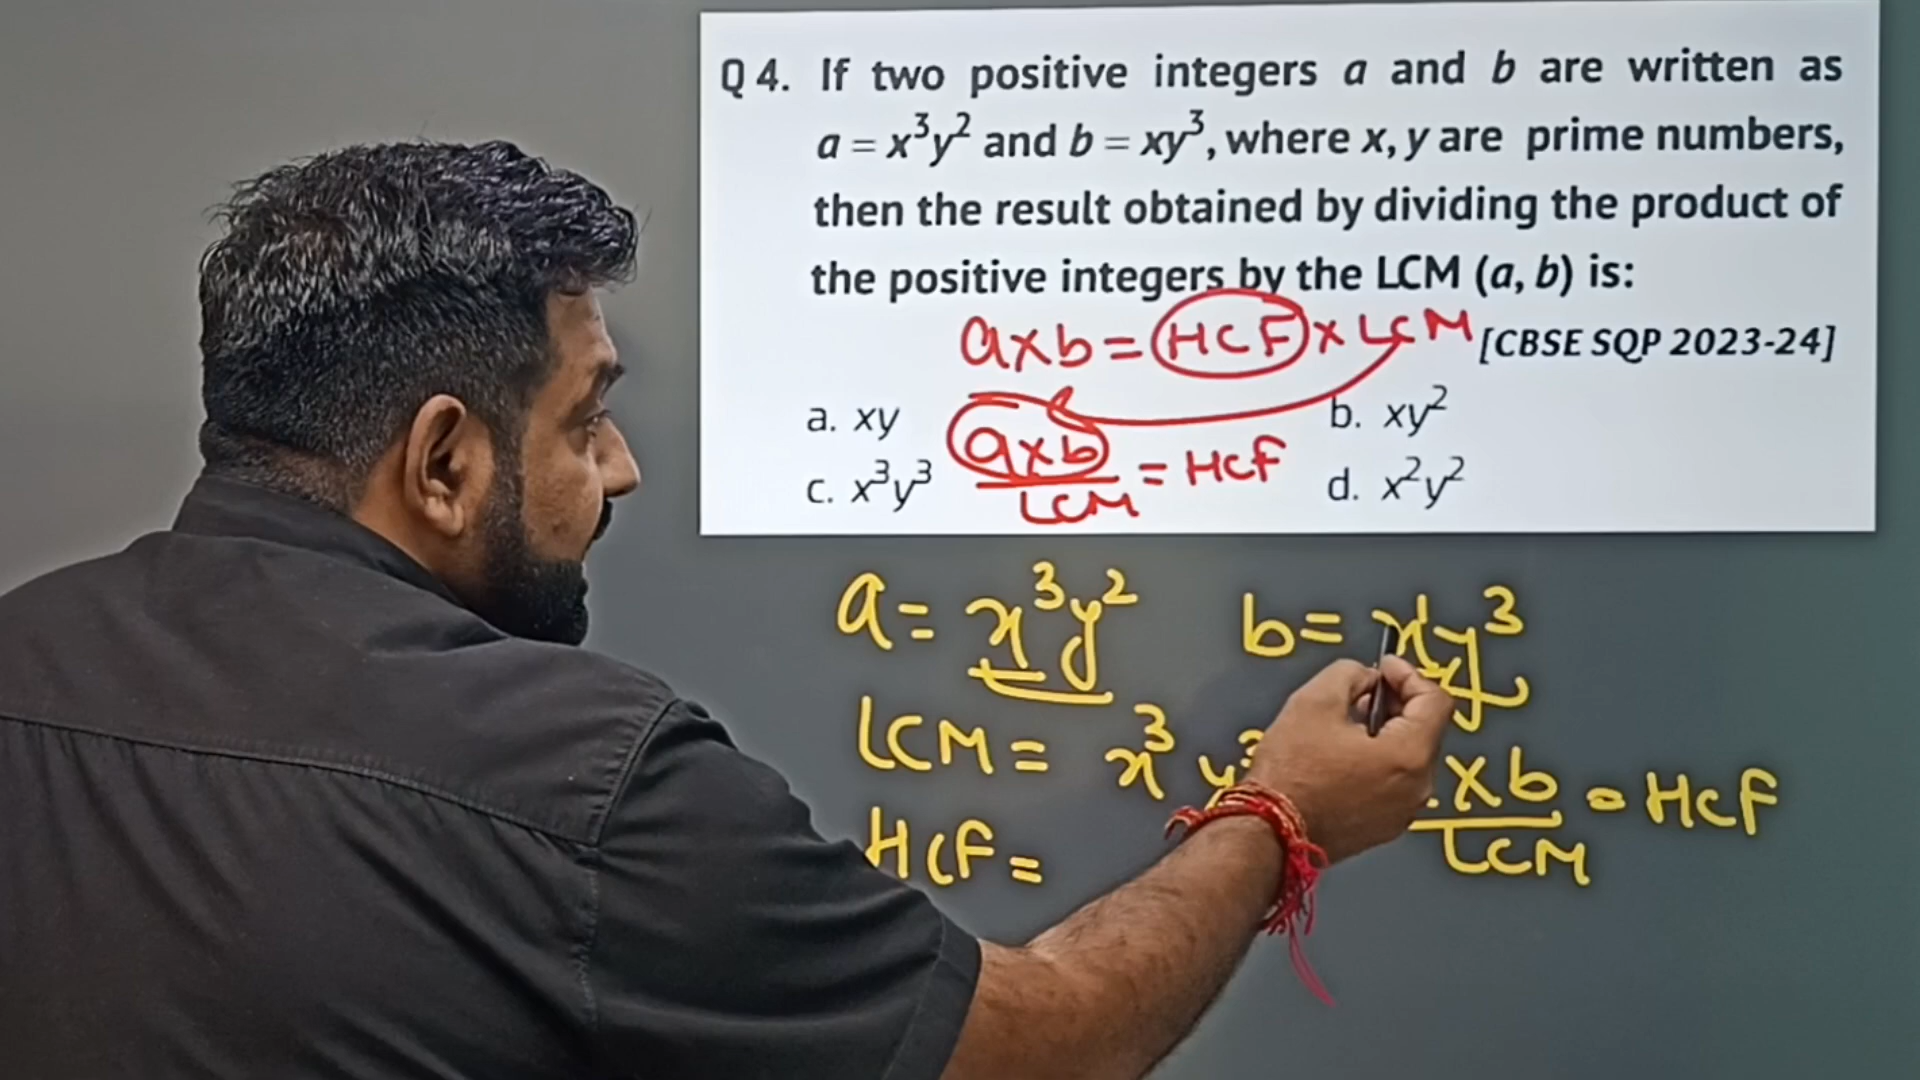 Q 4. If two positive integers a and b are written as
a = x³y² and b = xy³, where x, y are prime numbers,
then the result obtained by dividing the product of
the positive integers by the LCM (a, b) is:
a×b = HCF × LCM [CBSE SQP 2023-24]
a. xy b. xy²
a×b / LCM = HCF
c. x³y³ d. x²y²
a = x³y² b = xy³
LCM = x³ y³
×b / LCM = HCF
HCF =